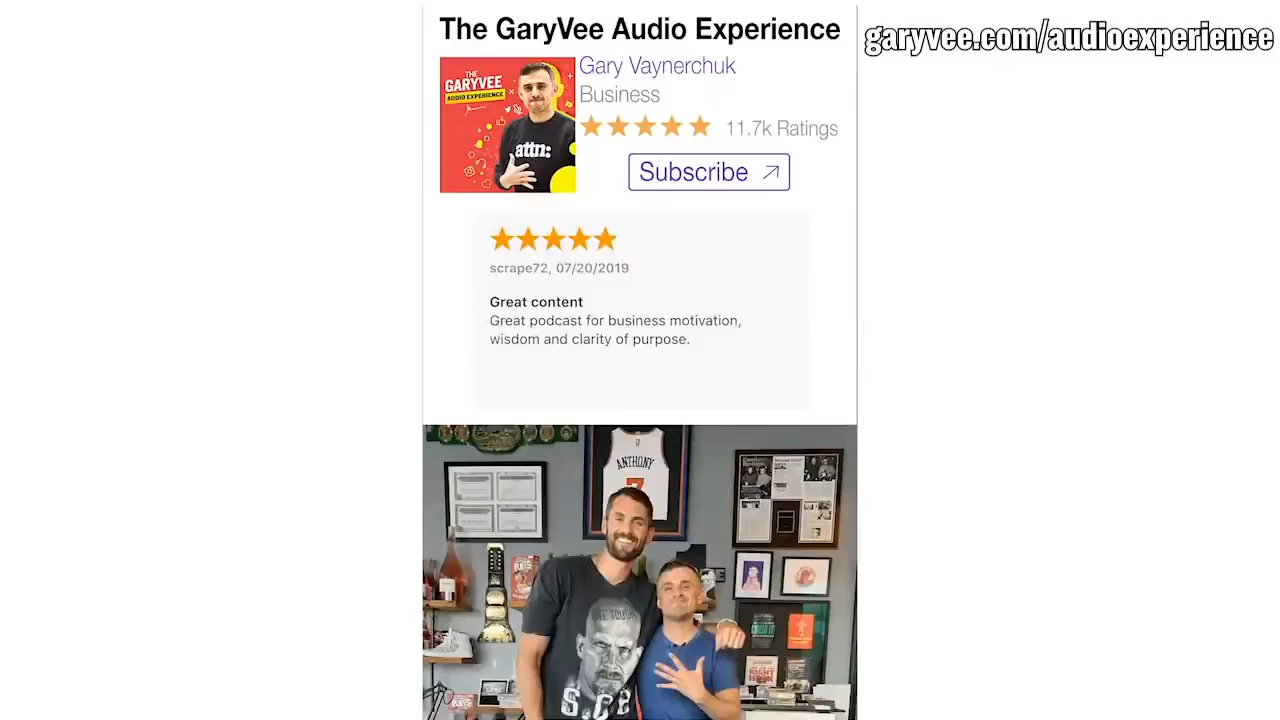 The GaryVee Audio Experience
garyvee.com/audioexperience
THE
GARYVEE
AUDIO EXPERIENCE
attn:
Gary Vaynerchuk
Business
11.7k Ratings
Subscribe
scrape72, 07/20/2019
Great content
Great podcast for business motivation,
wisdom and clarity of purpose.
ANTHONY
7